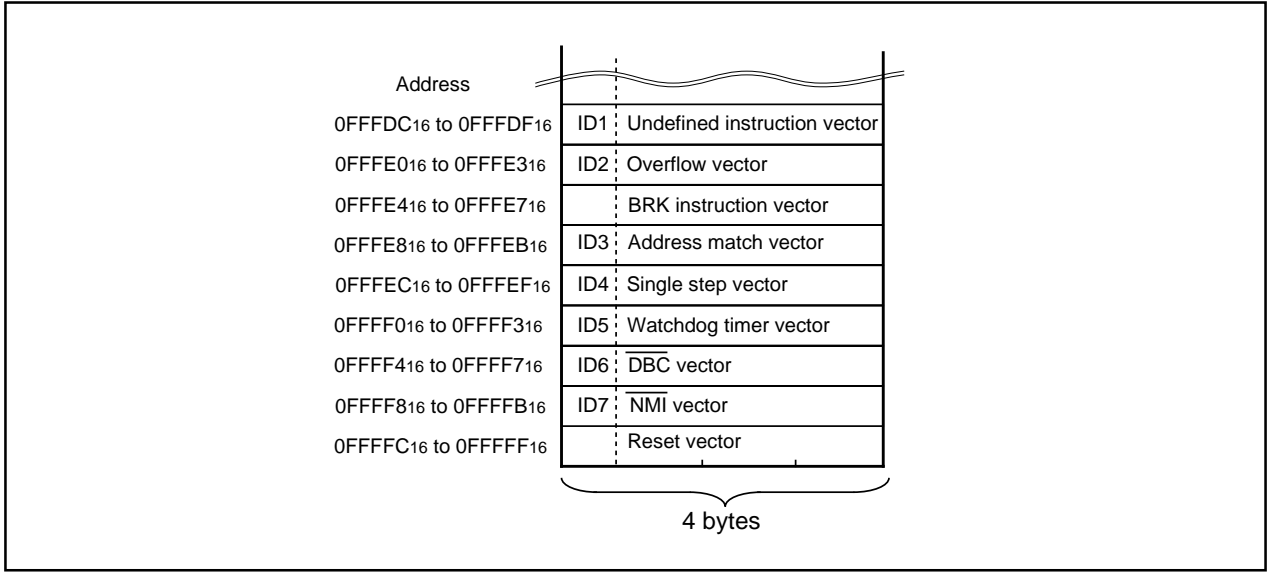 Address
0FFFDC16 to 0FFFDF16 ID1 Undefined instruction vector
0FFFE016 to 0FFFE316 ID2 Overflow vector
0FFFE416 to 0FFFE716 BRK instruction vector
0FFFE816 to 0FFFEB16 ID3 Address match vector
0FFFEC16 to 0FFFEF16 ID4 Single step vector
0FFFF016 to 0FFFF316 ID5 Watchdog timer vector
0FFFF416 to 0FFFF716 ID6 DBC vector
0FFFF816 to 0FFFFB16 ID7 NMI vector
0FFFFC16 to 0FFFFF16 Reset vector
4 bytes